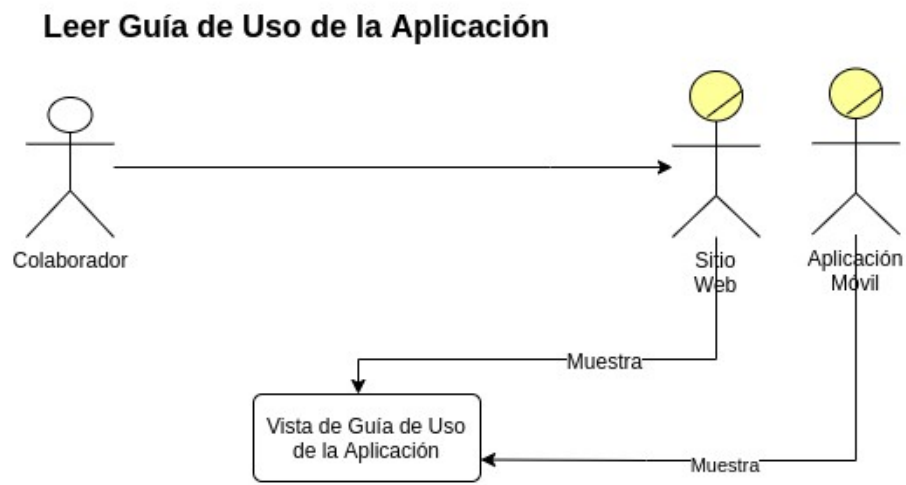 Leer Guía de Uso de la Aplicación
Colaborador
Sitio
Web
Aplicación
Móvil
Muestra
Vista de Guía de Uso
de la Aplicación
Muestra